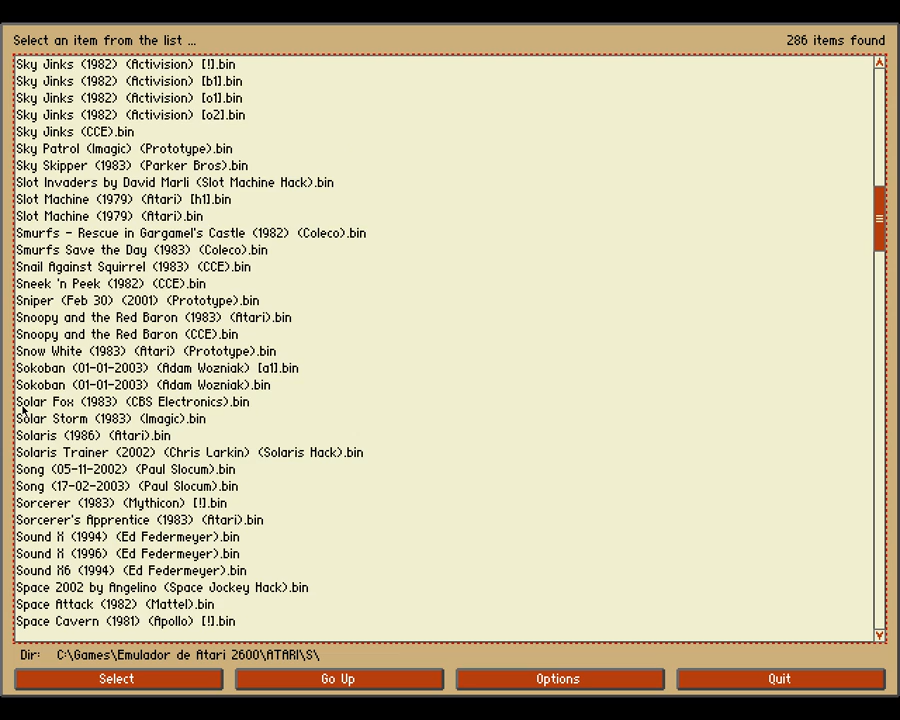 Select an item from the list ...
286 items found
Sky Jinks (1982) (Activision) [!].bin
Sky Jinks (1982) (Activision) [b1].bin
Sky Jinks (1982) (Activision) [o1].bin
Sky Jinks (1982) (Activision) [o2].bin
Sky Jinks (CCE).bin
Sky Patrol (Imagic) (Prototype).bin
Sky Skipper (1983) (Parker Bros).bin
Slot Invaders by David Marli (Slot Machine Hack).bin
Slot Machine (1979) (Atari) [h1].bin
Slot Machine (1979) (Atari).bin
Smurfs - Rescue in Gargamel's Castle (1982) (Coleco).bin
Smurfs Save the Day (1983) (Coleco).bin
Snail Against Squirrel (1983) (CCE).bin
Sneek 'n Peek (1982) (CCE).bin
Sniper (Feb 30) (2001) (Prototype).bin
Snoopy and the Red Baron (1983) (Atari).bin
Snoopy and the Red Baron (CCE).bin
Snow White (1983) (Atari) (Prototype).bin
Sokoban (01-01-2003) (Adam Wozniak) [a1].bin
Sokoban (01-01-2003) (Adam Wozniak).bin
Solar Fox (1983) (CBS Electronics).bin
Solar Storm (1983) (Imagic).bin
Solaris (1986) (Atari).bin
Solaris Trainer (2002) (Chris Larkin) (Solaris Hack).bin
Song (05-11-2002) (Paul Slocum).bin
Song (17-02-2003) (Paul Slocum).bin
Sorcerer (1983) (Mythicon) [!].bin
Sorcerer's Apprentice (1983) (Atari).bin
Sound X (1994) (Ed Federmeyer).bin
Sound X (1996) (Ed Federmeyer).bin
Sound X6 (1994) (Ed Federmeyer).bin
Space 2002 by Angelino (Space Jockey Hack).bin
Space Attack (1982) (Mattel).bin
Space Cavern (1981) (Apollo) [!].bin
Dir: C:\Games\Emulador de Atari 2600\ATARI\S\
Select
Go Up
Options
Quit